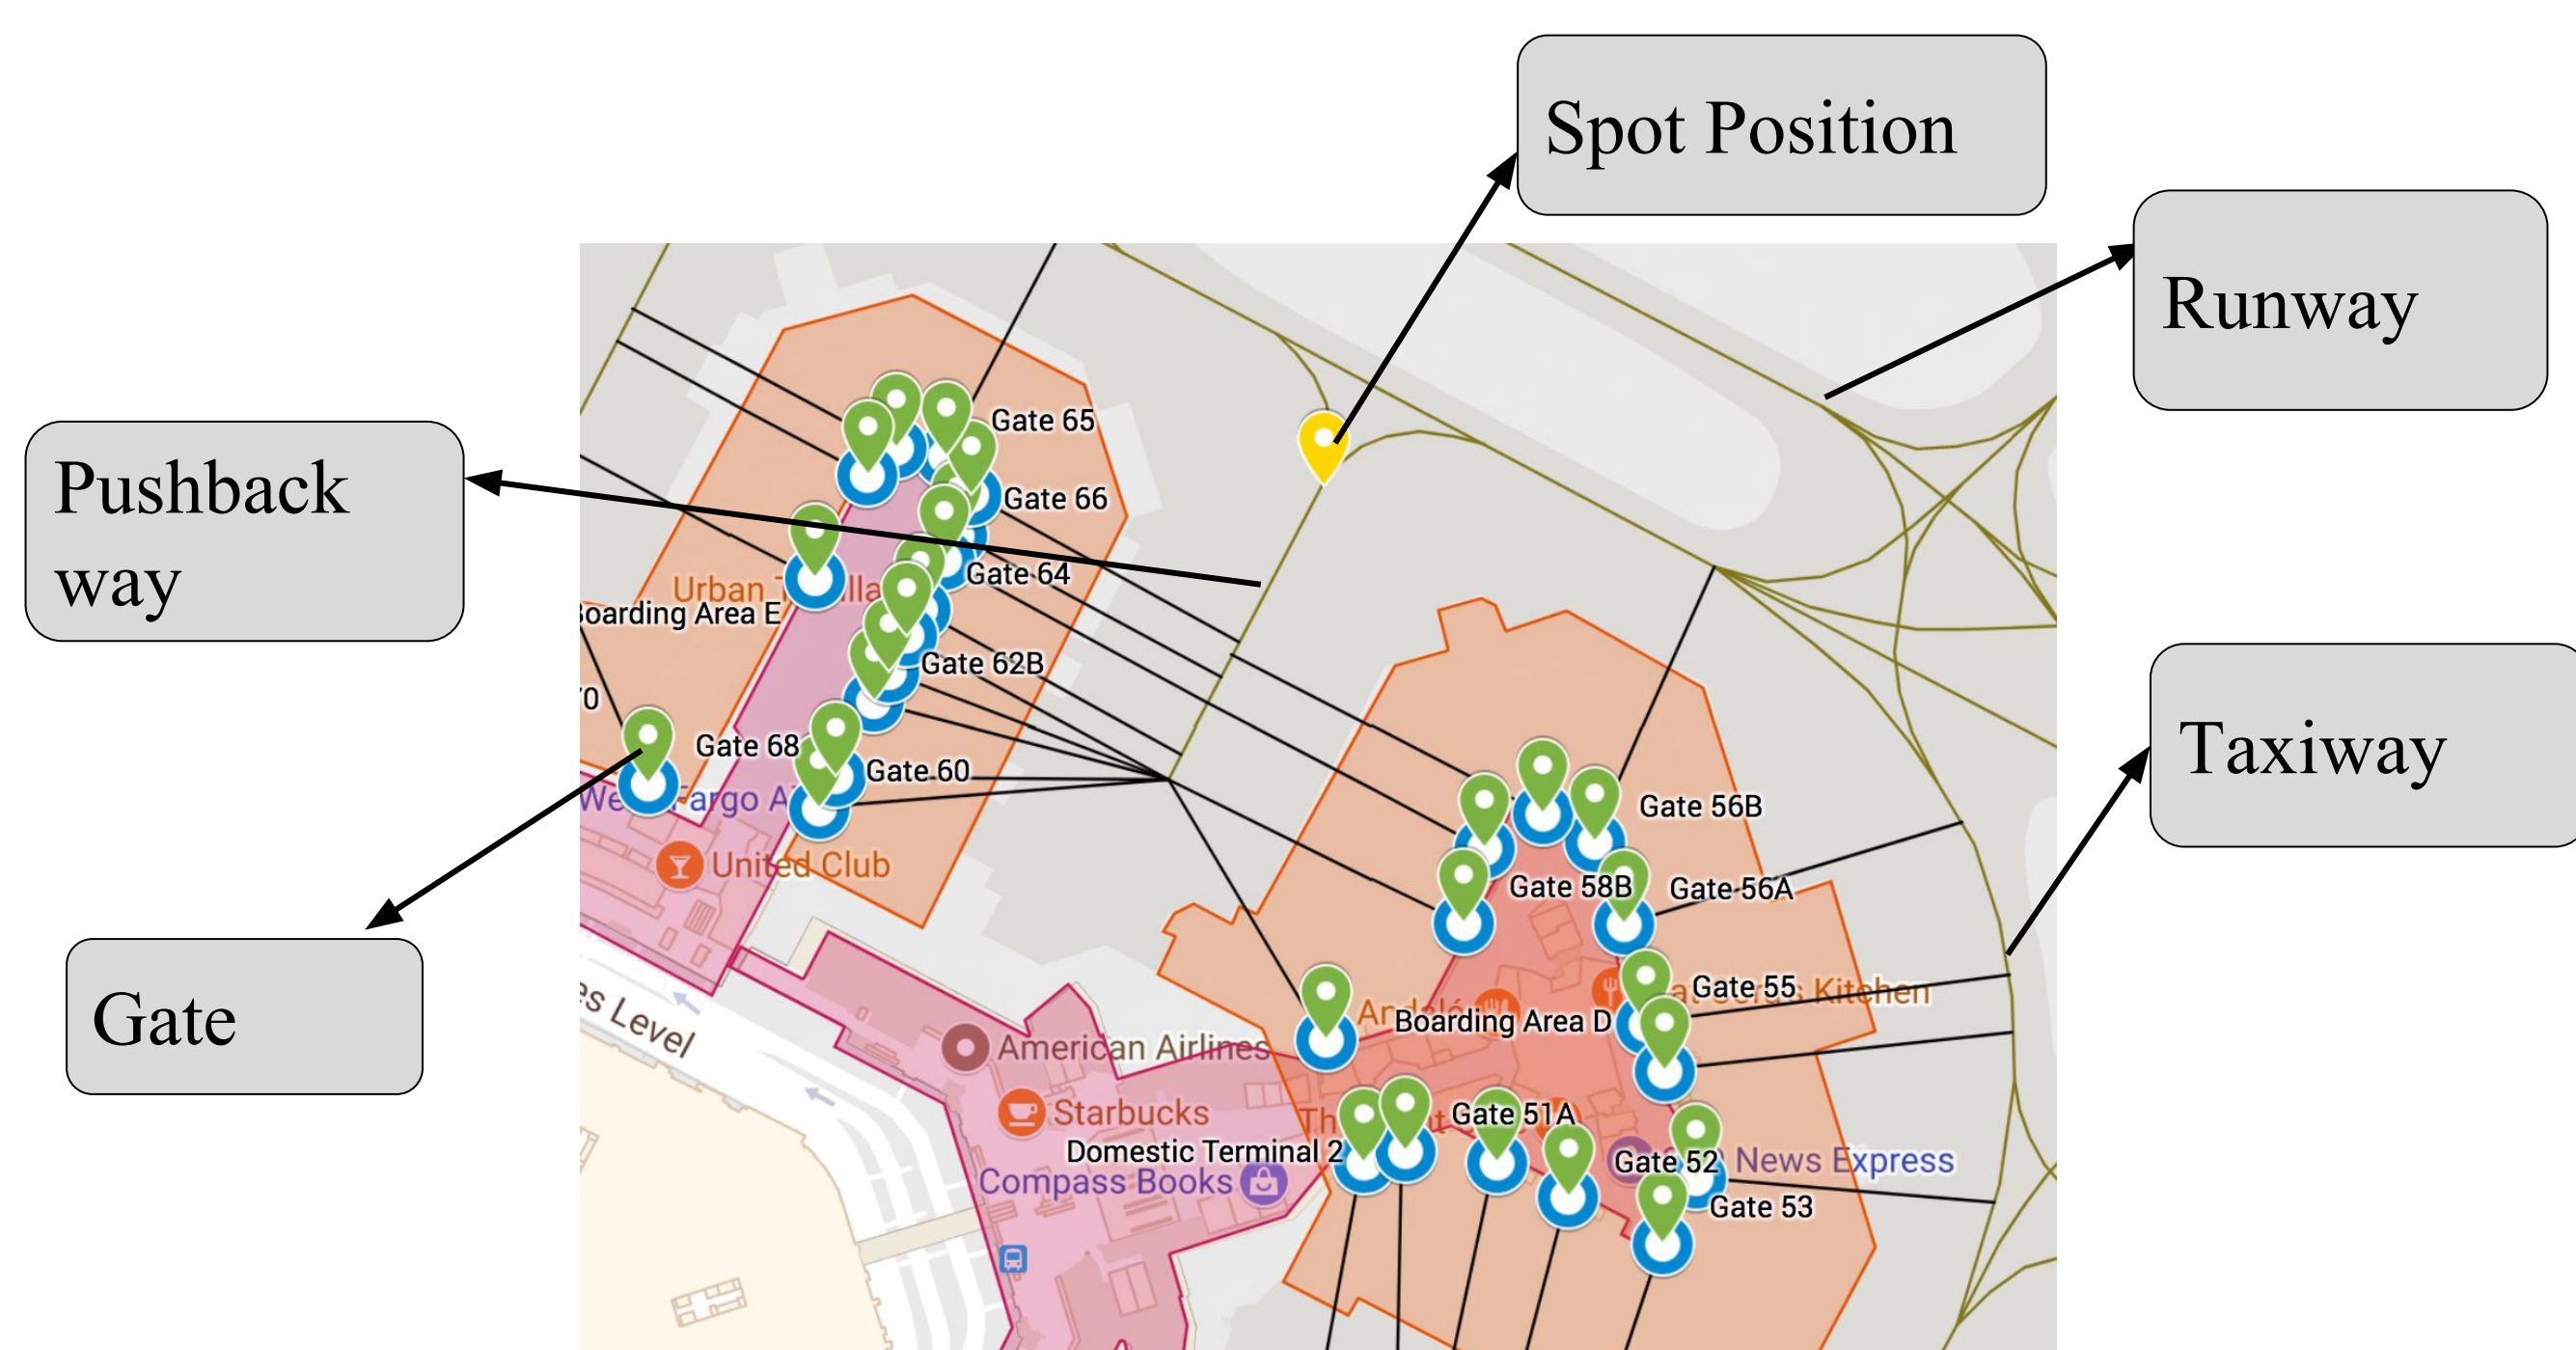 Spot Position
Runway
Pushback
way
Taxiway
Gate
Gate 65
Gate 66
Gate 64
Urban
Boarding Area E
Gate 62B
Gate 68
Gate 60
United Club
Gate 56B
Gate 58B
Gate 56A
Gate 55
Kitchen
Boarding Area D
es Level
American Airlines
Starbucks
Gate 51A
Domestic Terminal 2
Compass Books
Gate 52
News Express
Gate 53